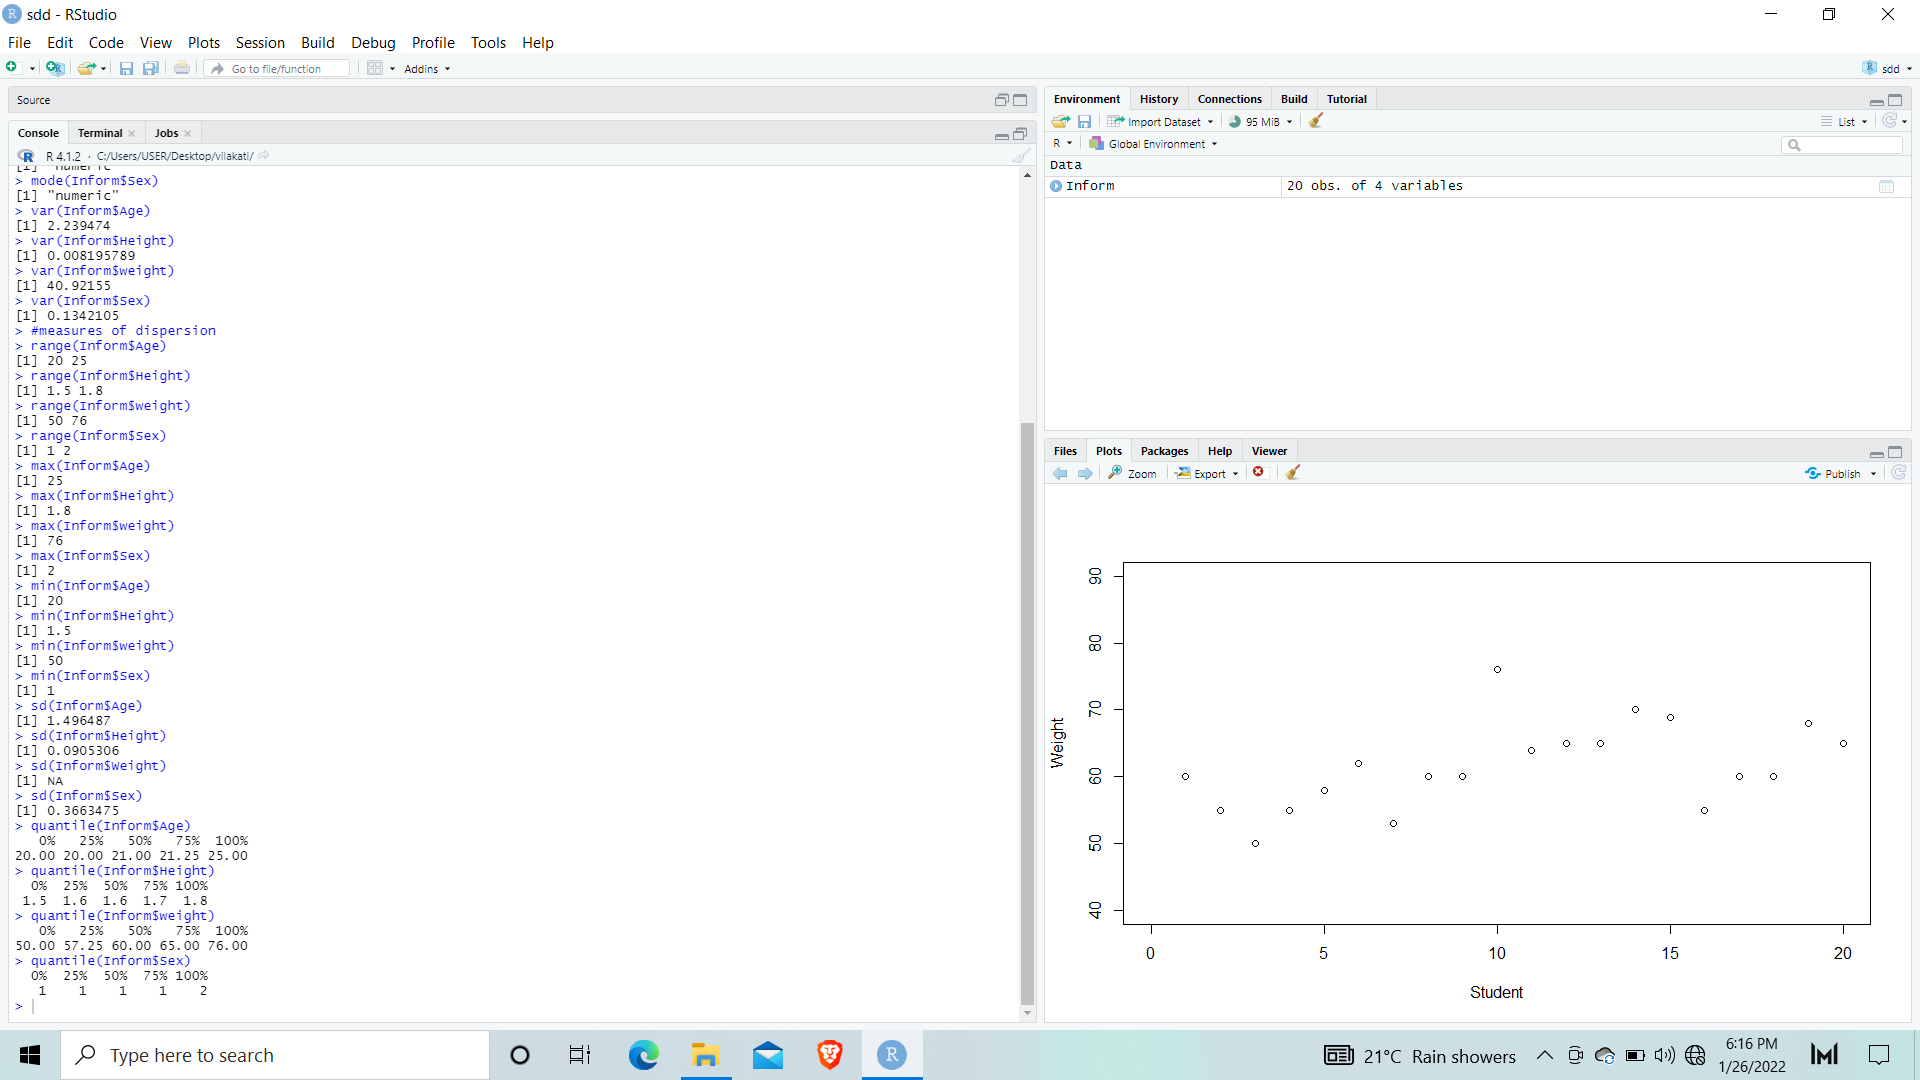 sdd - RStudio
File Edit Code View Plots Session Build Debug Profile Tools Help
Go to file/function Addins sdd
Source
Console Terminal Jobs
R 4.1.2 · C:/Users/USER/Desktop/vilakati/
[1] "numeric"
> mode(Inform$Sex)
[1] "numeric"
> var(Inform$Age)
[1] 2.239474
> var(Inform$Height)
[1] 0.008195789
> var(Inform$weight)
[1] 40.92155
> var(Inform$Sex)
[1] 0.1342105
> #measures of dispersion
> range(Inform$Age)
[1] 20 25
> range(Inform$Height)
[1] 1.5 1.8
> range(Inform$weight)
[1] 50 76
> range(Inform$Sex)
[1] 1 2
> max(Inform$Age)
[1] 25
> max(Inform$Height)
[1] 1.8
> max(Inform$weight)
[1] 76
> max(Inform$Sex)
[1] 2
> min(Inform$Age)
[1] 20
> min(Inform$Height)
[1] 1.5
> min(Inform$weight)
[1] 50
> min(Inform$Sex)
[1] 1
> sd(Inform$Age)
[1] 1.496487
> sd(Inform$Height)
[1] 0.0905306
> sd(Inform$Weight)
[1] NA
> sd(Inform$Sex)
[1] 0.3663475
> quantile(Inform$Age)
0% 25% 50% 75% 100%
20.00 20.00 21.00 21.25 25.00
> quantile(Inform$Height)
0% 25% 50% 75% 100%
1.5 1.6 1.6 1.7 1.8
> quantile(Inform$weight)
0% 25% 50% 75% 100%
50.00 57.25 60.00 65.00 76.00
> quantile(Inform$Sex)
0% 25% 50% 75% 100%
1 1 1 1 2
>
Environment History Connections Build Tutorial
Import Dataset 95 MiB List
R Global Environment
Data
Inform 20 obs. of 4 variables
Files Plots Packages Help Viewer
Zoom Export Publish
90
80
70
60
50
40
Weight
0 5 10 15 20
Student
Type here to search
21°C Rain showers
6:16 PM
1/26/2022